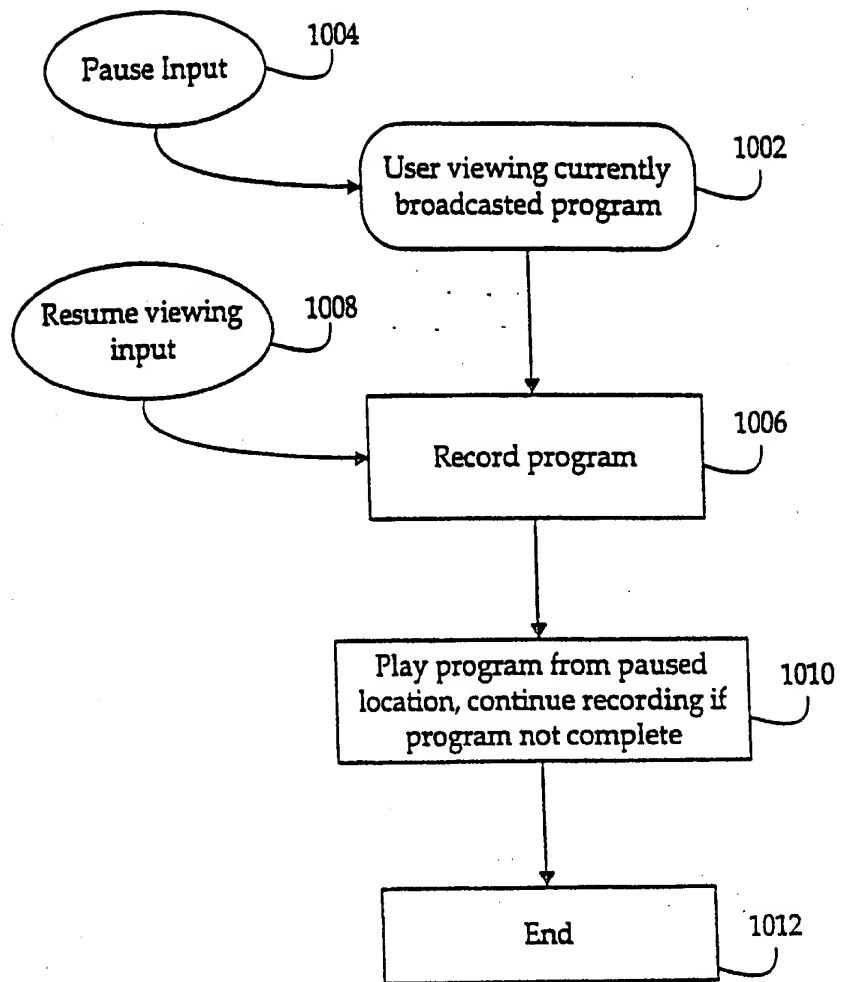 1004
Pause Input
1002
User viewing currently
broadcasted program
1008
Resume viewing
input
1006
Record program
Play program from paused
location, continue recording if
program not complete
1010
End
1012